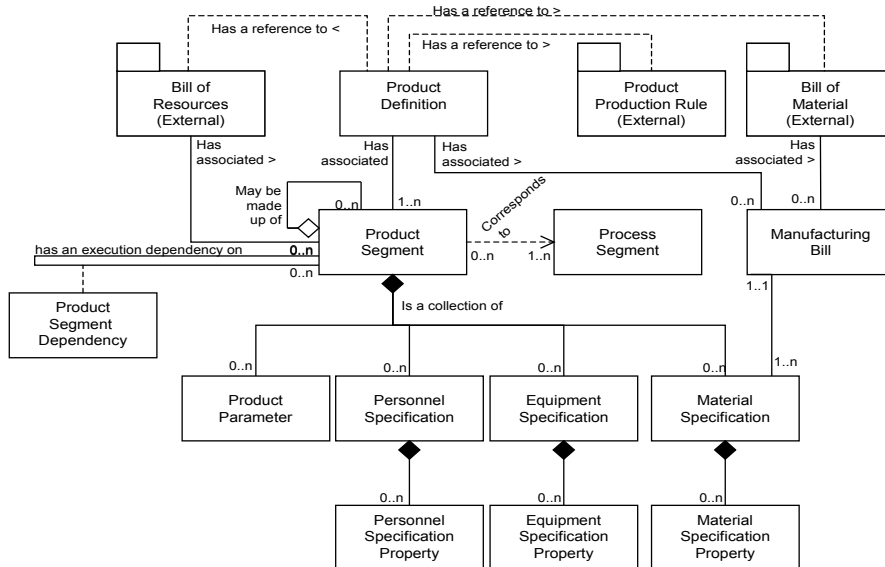 Has a reference to >
Has a reference to <
Has a reference to >
Bill of
Resources
(External)
Product
Definition
Product
Production Rule
(External)
Bill of
Material
(External)
Has
associated >
Has
associated
Has
associated >
Has
associated >
May be
made
up of
0..n
1..n
0..n
0..n
Product
Segment
Corresponds
to
0..n
1..n
Process
Segment
Manufacturing
Bill
has an execution dependency on
0..n
0..n
Product
Segment
Dependency
Is a collection of
1..1
0..n
0..n
0..n
0..n
1..n
Product
Parameter
Personnel
Specification
Equipment
Specification
Material
Specification
0..n
0..n
0..n
Personnel
Specification
Property
Equipment
Specification
Property
Material
Specification
Property